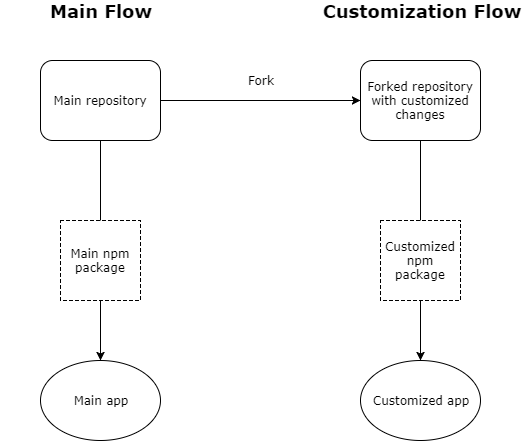 Main Flow
Customization Flow
Main repository
Fork
Forked repository
with customized
changes
Main npm
package
Customized
npm
package
Main app
Customized app